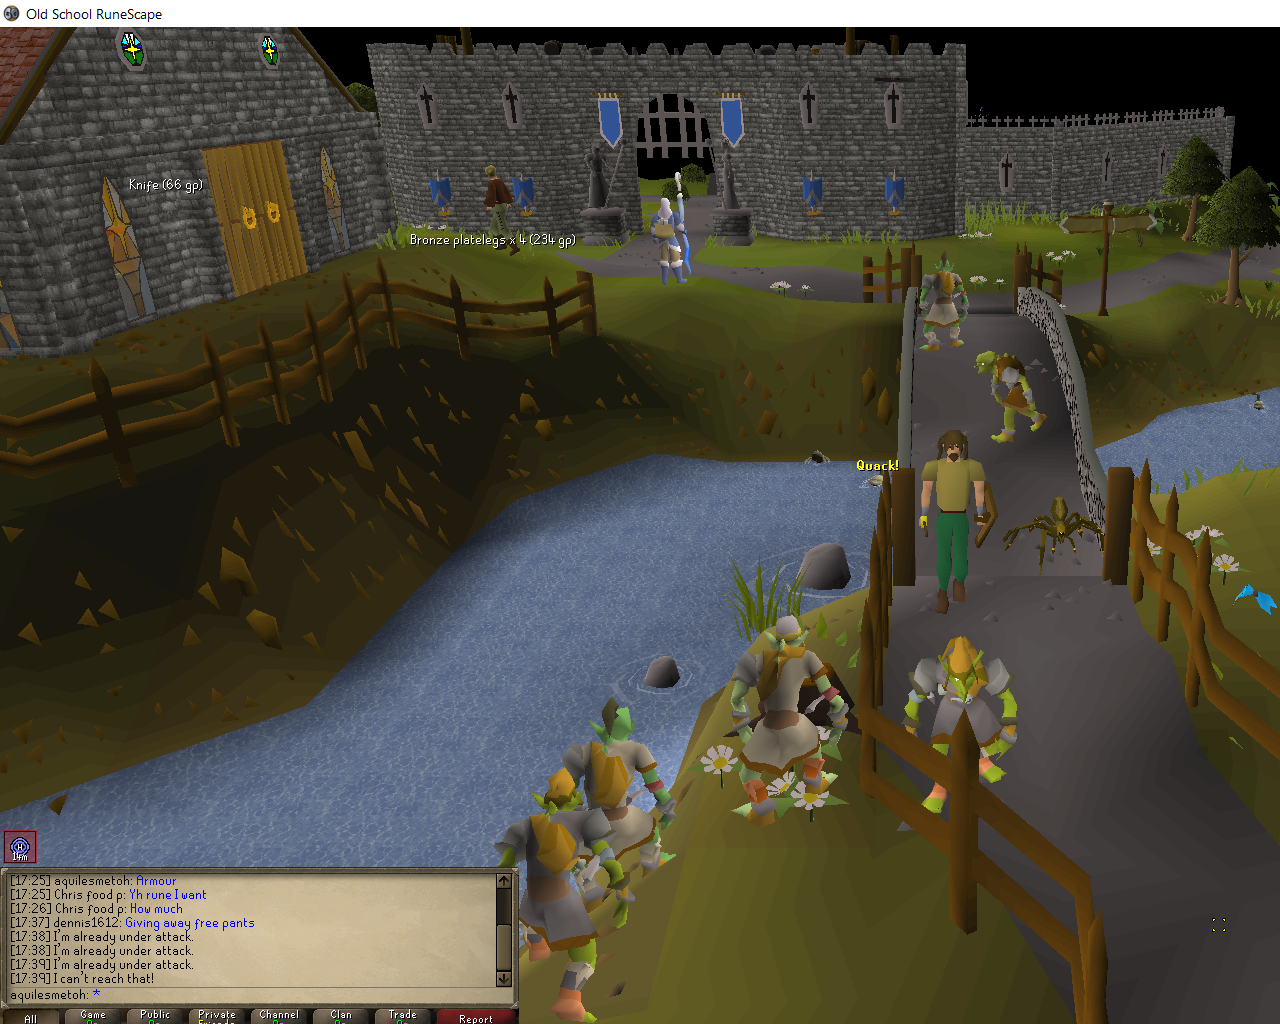 Old School RuneScape
Knife (66 gp)
Bronze platelegs x 4 (234 gp)
Quack!
14m
[17:25] aquilesmetoh: Armour
[17:25] Chris food p: Yh rune I want
[17:26] Chris food p: How much
[17:37] dennis1612: Giving away free pants
[17:38] I'm already under attack.
[17:38] I'm already under attack.
[17:39] I'm already under attack.
[17:39] I can't reach that!
aquilesmetoh: *
All Game Public Private Channel Clan Trade Report